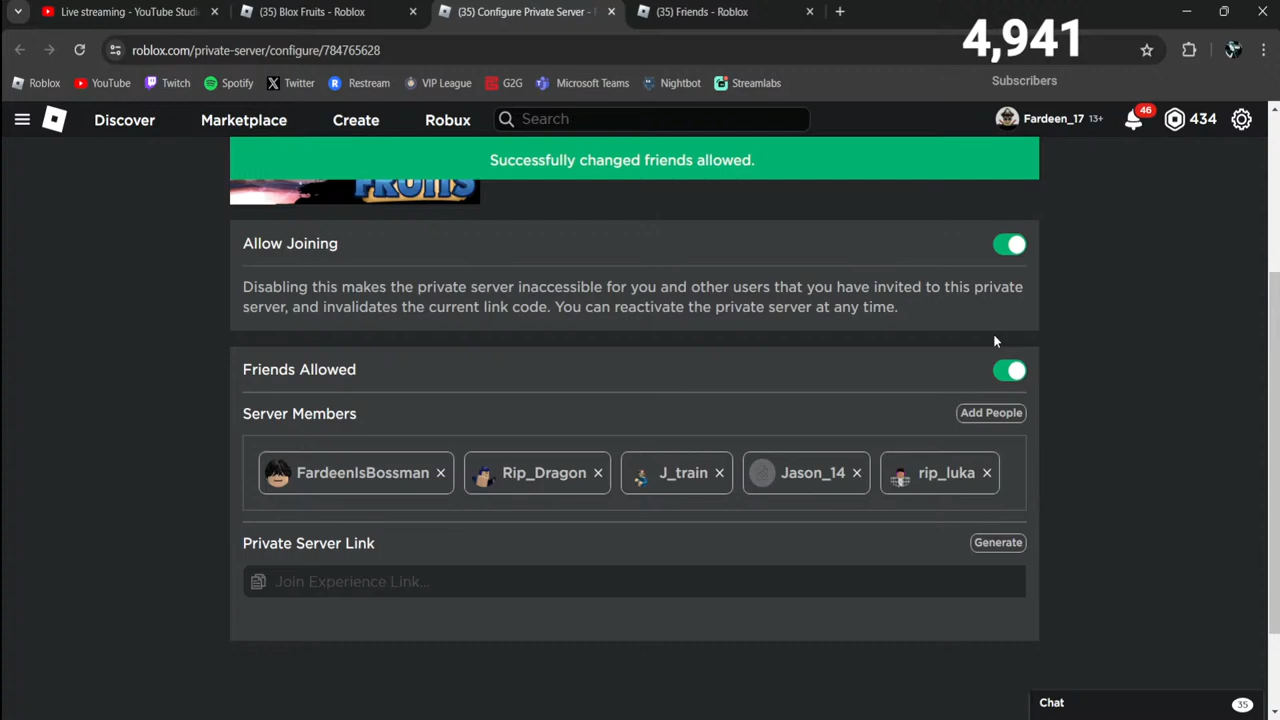 Live streaming - YouTube Studi
(35) Blox Fruits - Roblox
(35) Configure Private Server -
(35) Friends - Roblox
roblox.com/private-server/configure/784765628
4,941
Subscribers
Roblox
YouTube
Twitch
Spotify
Twitter
Restream
VIP League
G2G
Microsoft Teams
Nightbot
Streamlabs
Discover
Marketplace
Create
Robux
Search
Fardeen_17 13+
46
434
Successfully changed friends allowed.
FRUITS
Allow Joining
Disabling this makes the private server inaccessible for you and other users that you have invited to this private
server, and invalidates the current link code. You can reactivate the private server at any time.
Friends Allowed
Server Members
Add People
FardeenIsBossman
Rip_Dragon
J_train
Jason_14
rip_luka
Private Server Link
Generate
Join Experience Link...
Chat
35